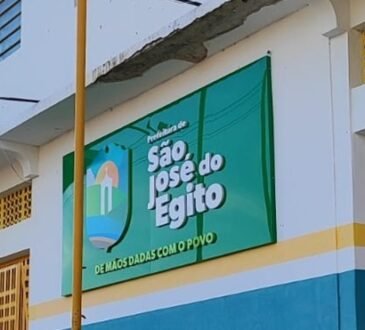 Prefeitura de
São
José do
Egito
DE MÃOS DADAS COM O POVO